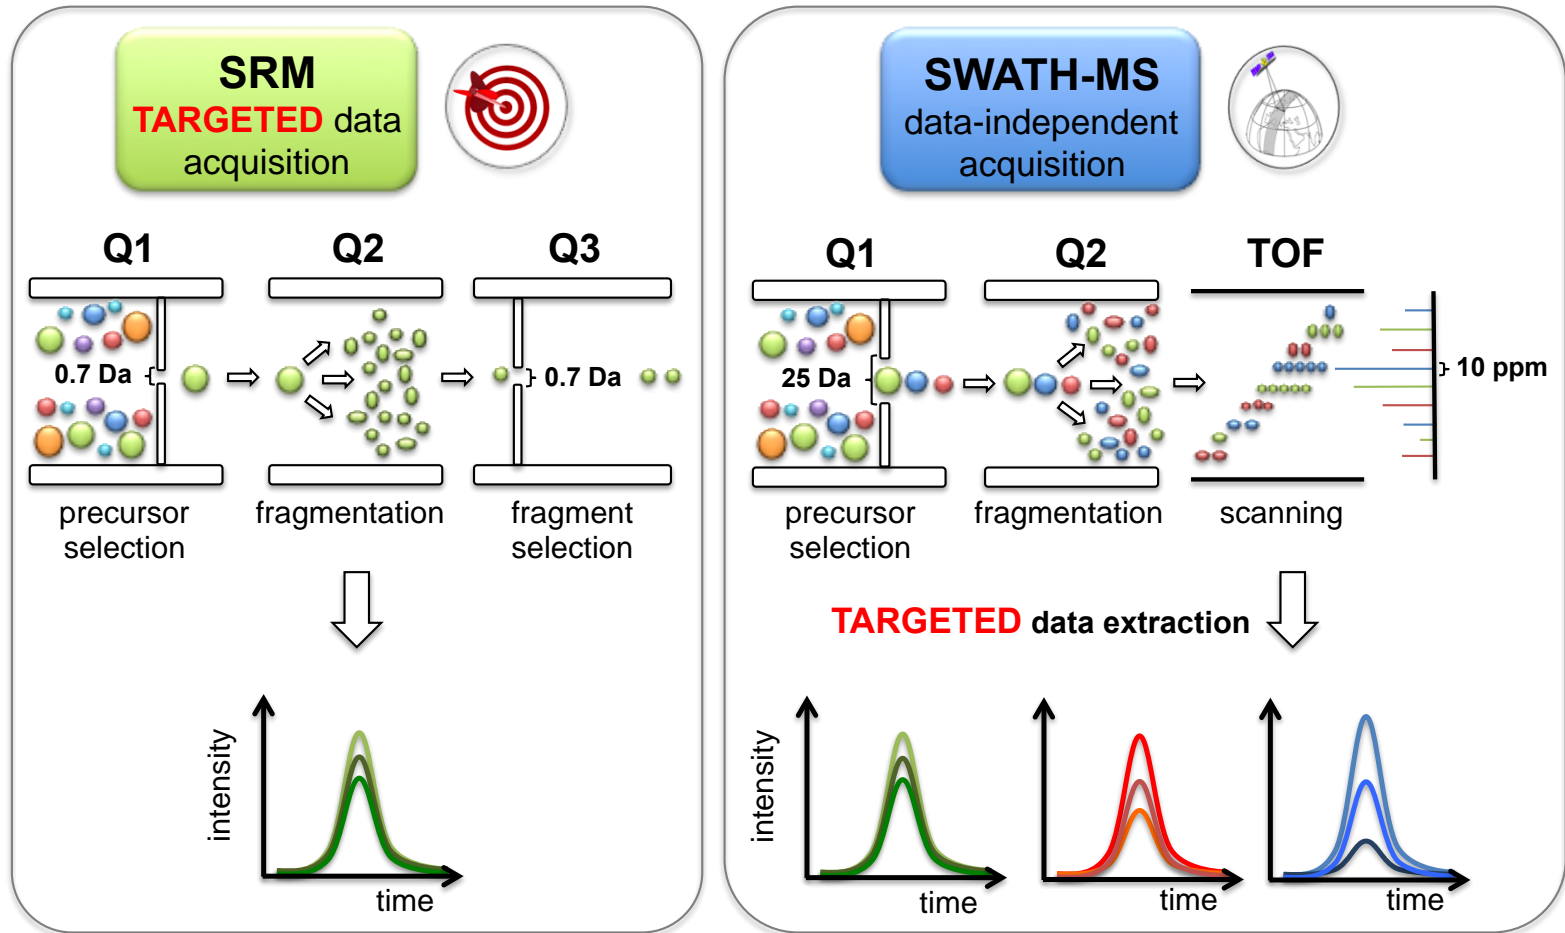 SRM
TARGETED data
acquisition
Q1
Q2
Q3
0.7 Da
0.7 Da
precursor
selection
fragmentation
fragment
selection
intensity
time
SWATH-MS
data-independent
acquisition
Q1
Q2
TOF
25 Da
10 ppm
precursor
selection
fragmentation
scanning
TARGETED data extraction
intensity
time
time
time